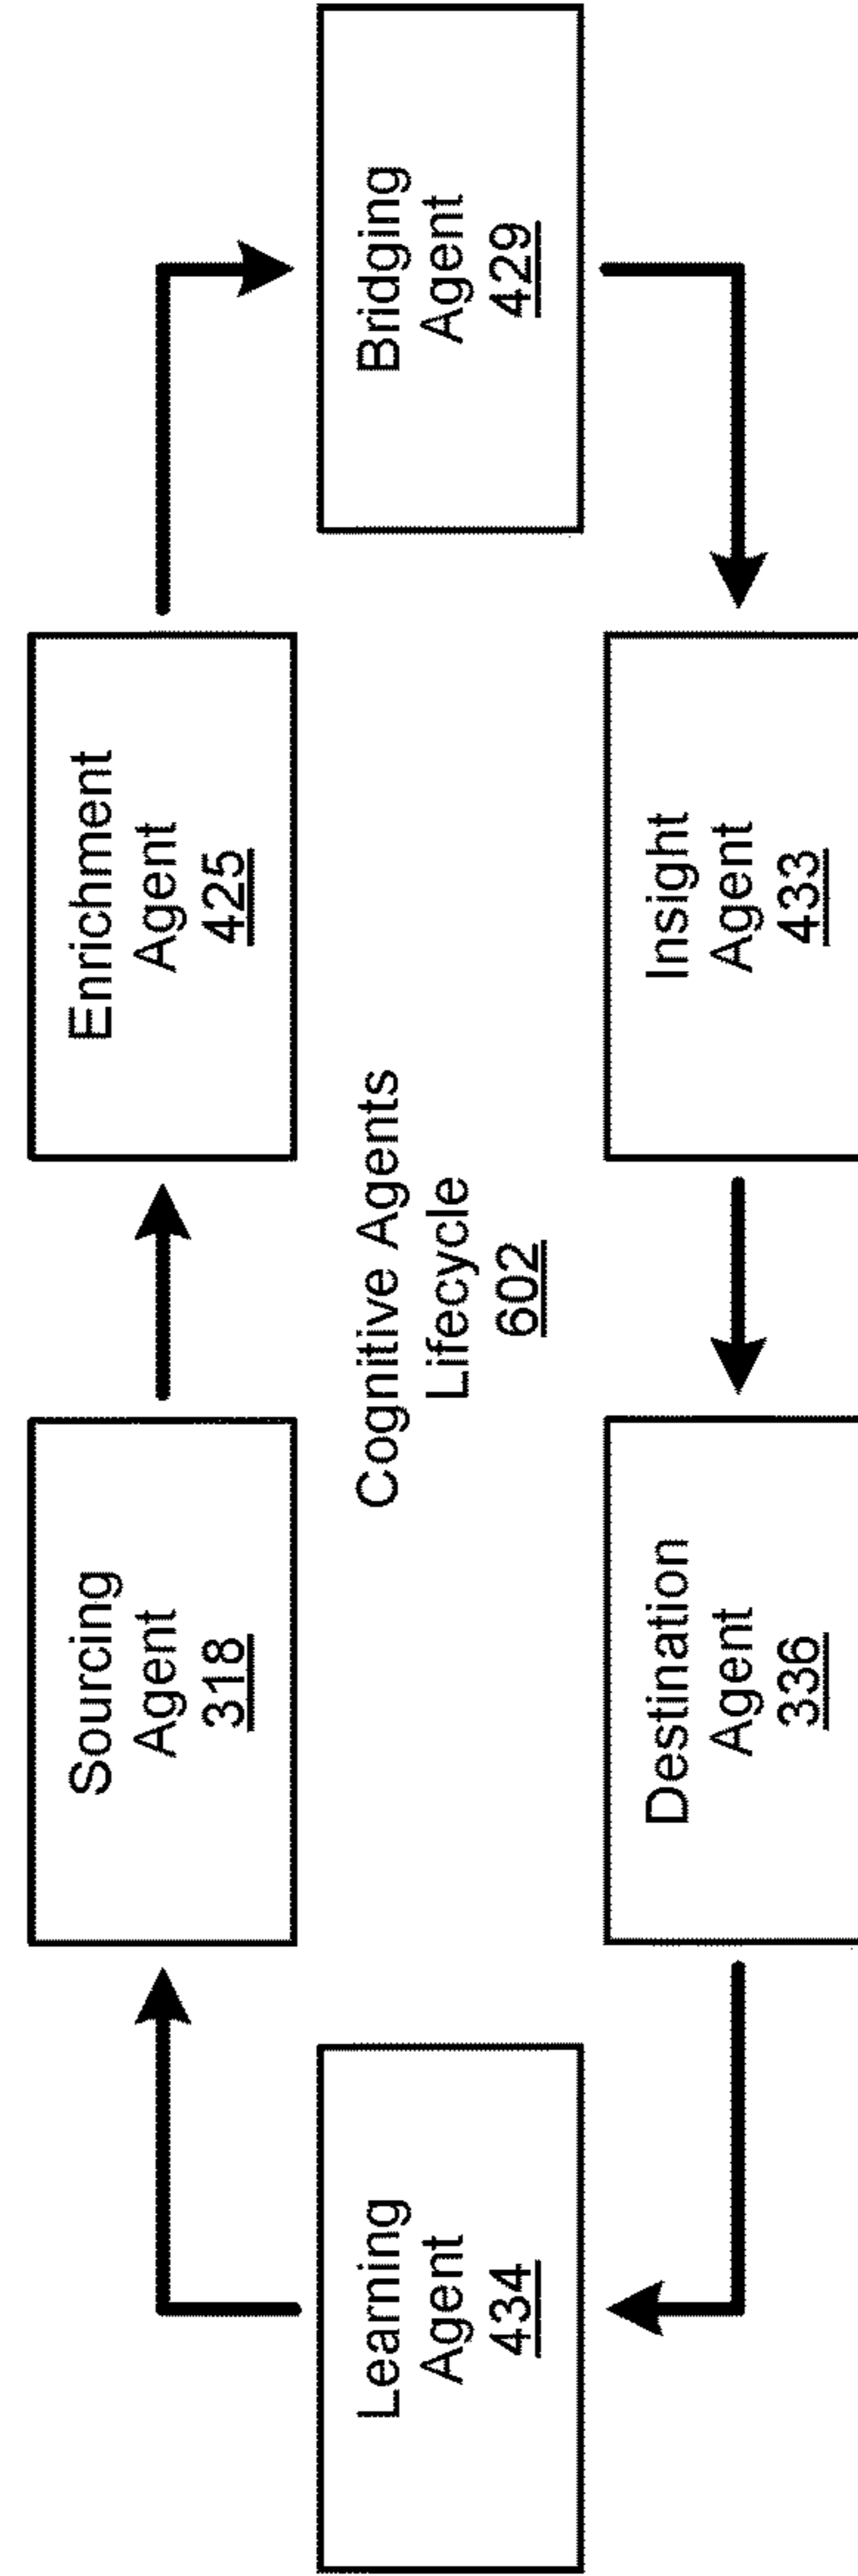 Sourcing
Agent
318
Enrichment
Agent
425
Learning
Agent
434
Cognitive Agents
Lifecycle
602
Bridging
Agent
429
Destination
Agent
336
Insight
Agent
433